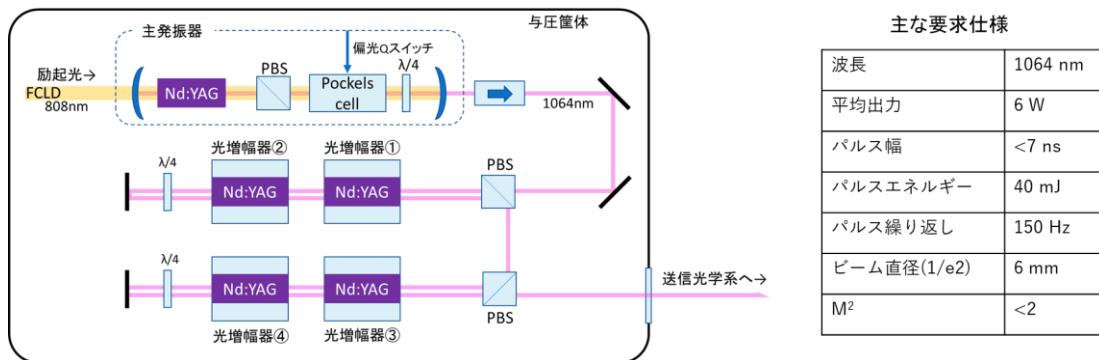 主発振器
与圧筐体
偏光Qスイッチ
励起光→
FCLD
808nm
Nd:YAG
PBS
Pockels
cell
λ/4
1064nm
光増幅器②
光増幅器①
PBS
λ/4
Nd:YAG
Nd:YAG
λ/4
Nd:YAG
Nd:YAG
光増幅器④
光増幅器③
PBS
送信光学系へ→
主な要求仕様
波長 1064 nm
平均出力 6 W
パルス幅 <7 ns
パルスエネルギー 40 mJ
パルス繰り返し 150 Hz
ビーム直径(1/e2) 6 mm
M² <2